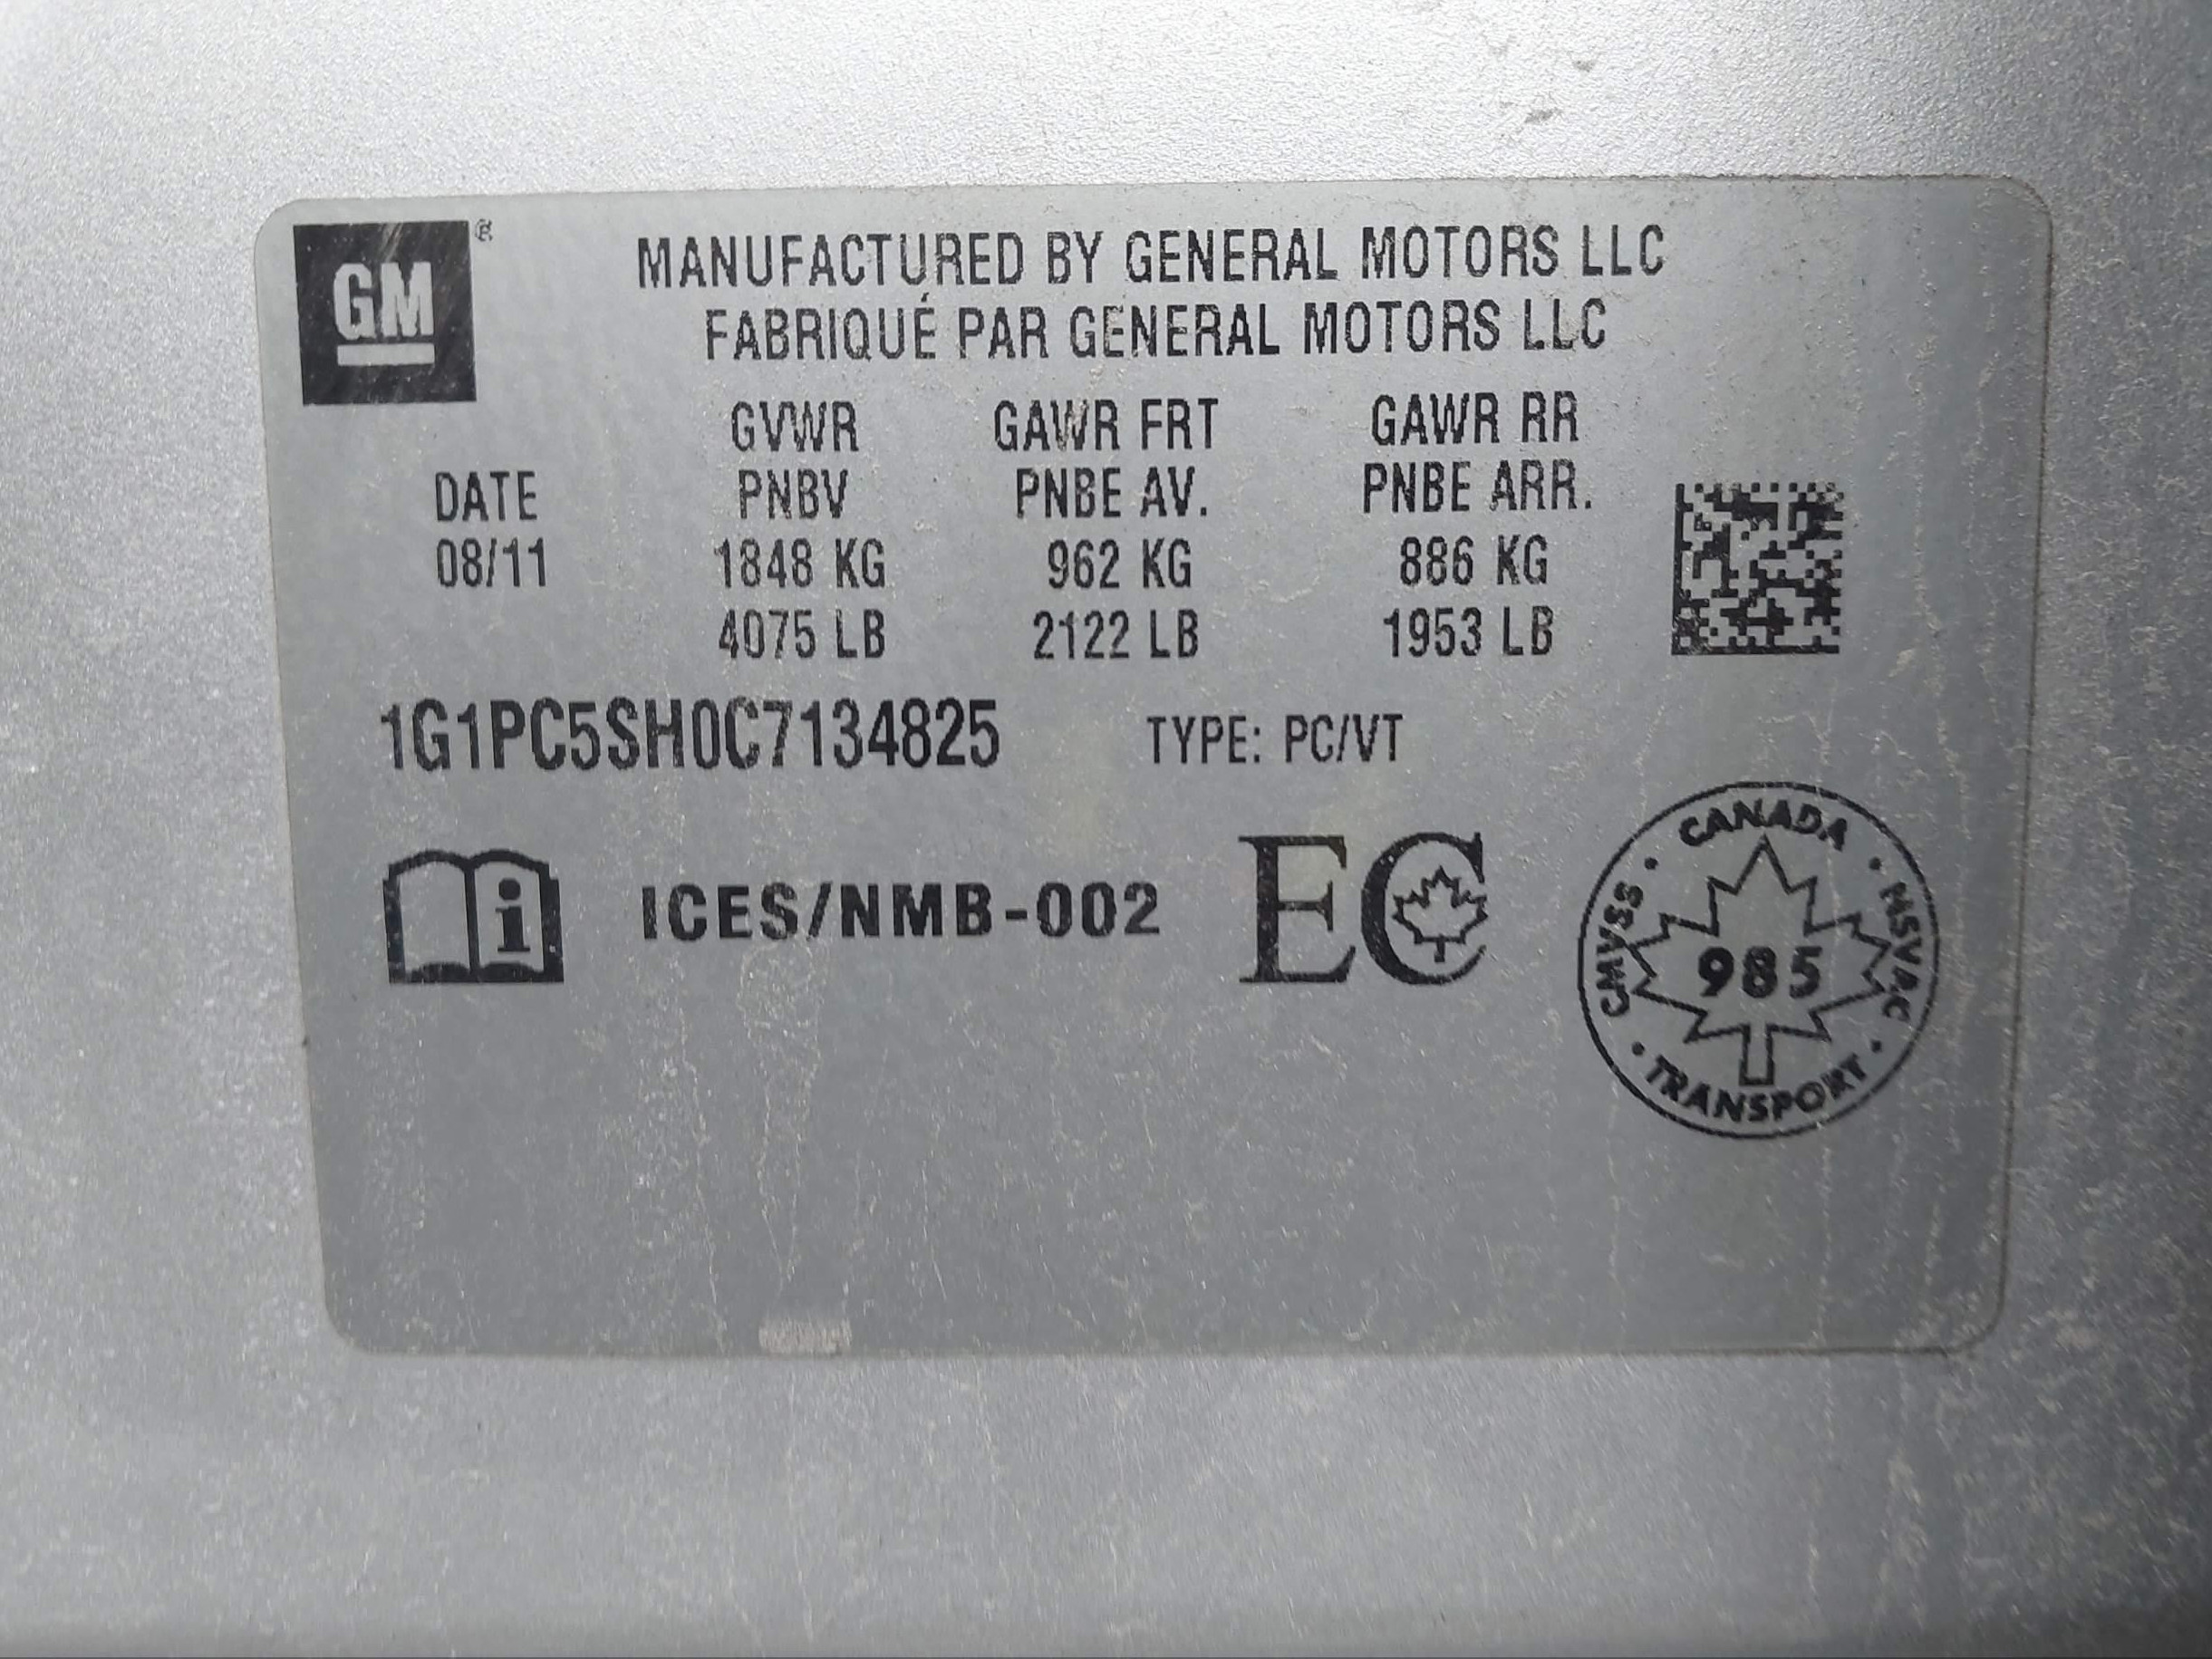 GM ®
MANUFACTURED BY GENERAL MOTORS LLC
FABRIQUÉ PAR GENERAL MOTORS LLC
GVWR GAWR FRT GAWR RR
DATE PNBV PNBE AV. PNBE ARR.
08/11 1848 KG 962 KG 886 KG
4075 LB 2122 LB 1953 LB
1G1PC5SH0C7134825 TYPE: PC/VT
i ICES/NMB-002 EC
CANADA
CMVSS · NSVAC
985
TRANSPORT